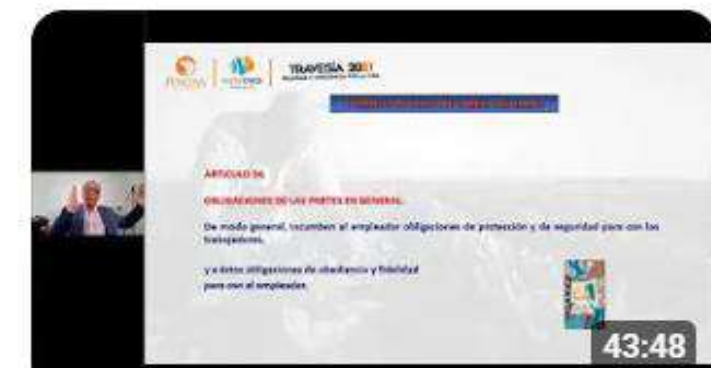 TRAVESÍA 2021
ARTICULO 56.
OBLIGACIONES DE LAS PARTES EN GENERAL.
De modo general, incumben al empleador obligaciones de protección y de seguridad para con los
trabajadores,
y a éstos obligaciones de obediencia y fidelidad
para con el empleador.
43:48